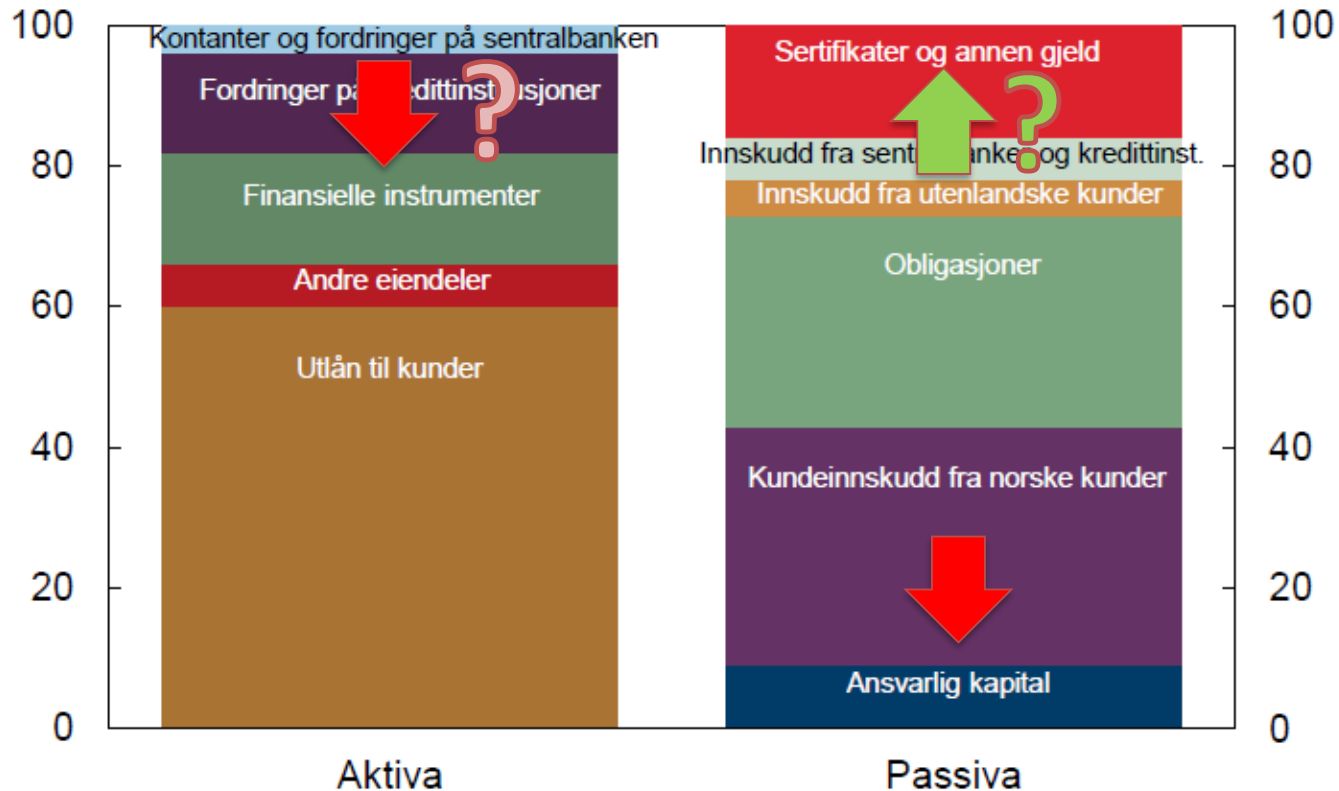 100
80
60
40
20
0
Kontanter og fordringer på sentralbanken
Fordringer på kredittinstitusjoner
?
Finansielle instrumenter
Andre eiendeler
Utlån til kunder
Aktiva
Sertifikater og annen gjeld
?
Innskudd fra sentralbanker og kredittinst.
Innskudd fra utenlandske kunder
Obligasjoner
Kundeinnskudd fra norske kunder
Ansvarlig kapital
Passiva
100
80
60
40
20
0